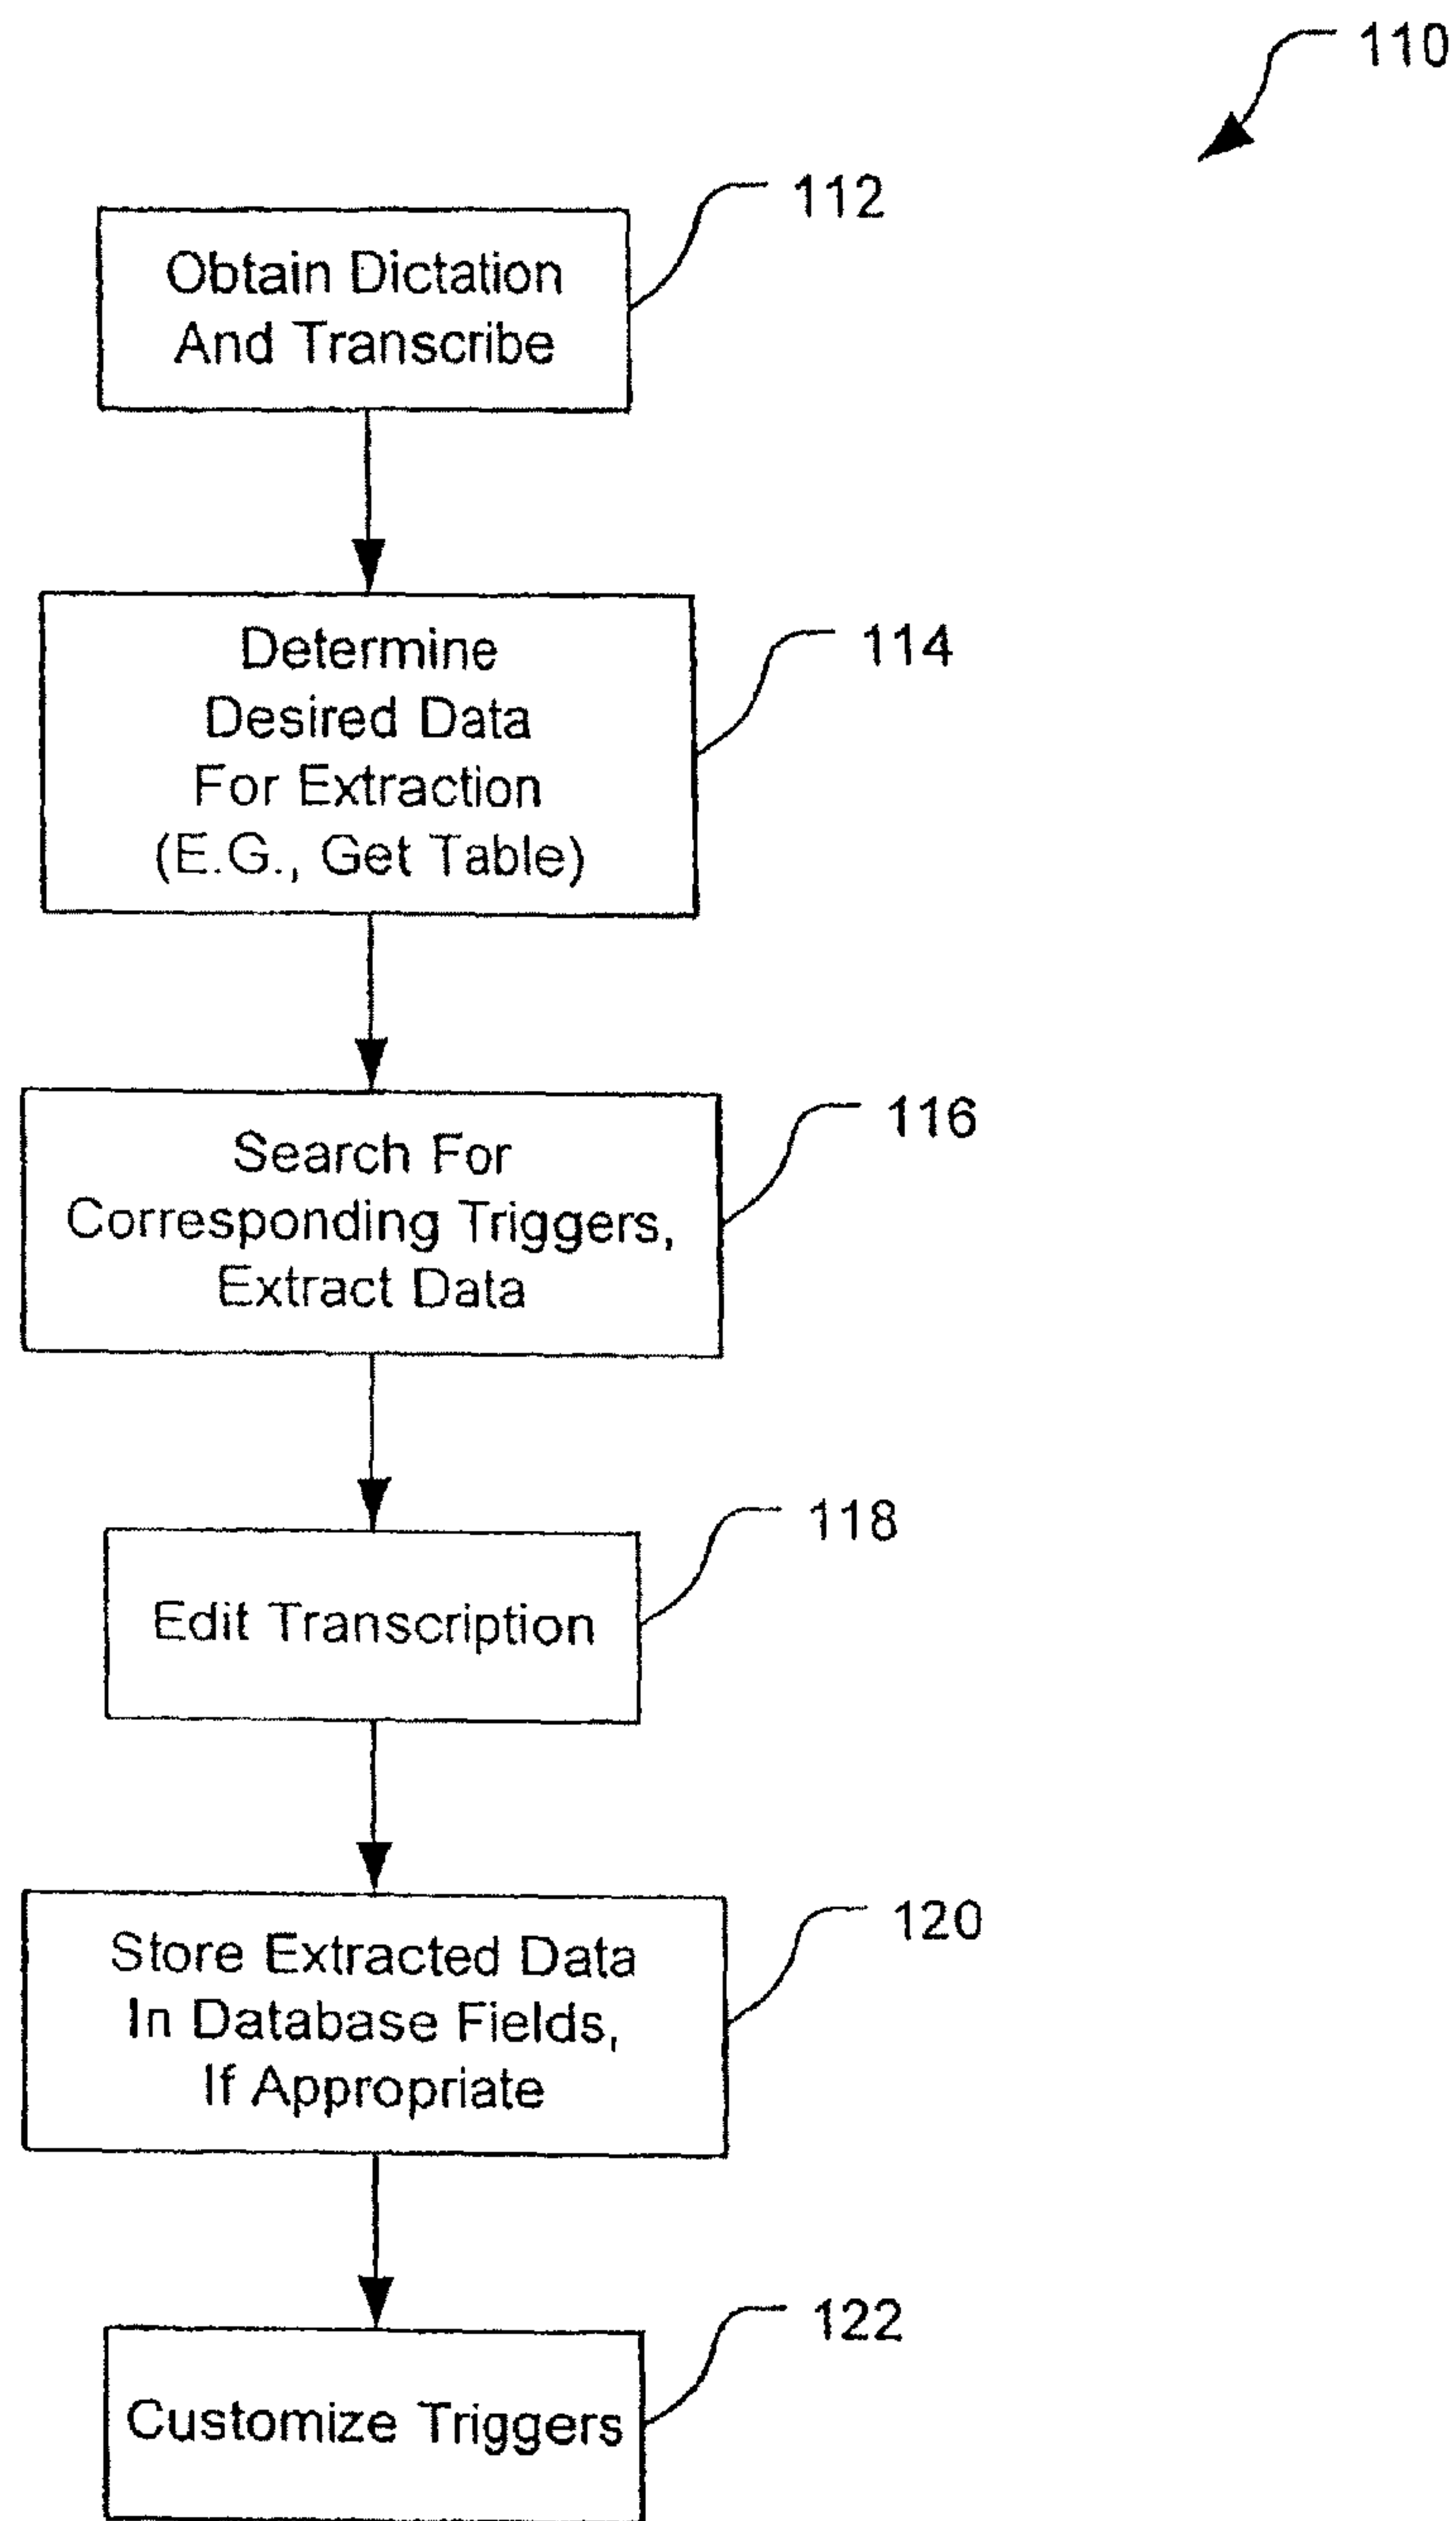 110
112
Obtain Dictation
And Transcribe
114
Determine
Desired Data
For Extraction
(E.G., Get Table)
116
Search For
Corresponding Triggers,
Extract Data
118
Edit Transcription
120
Store Extracted Data
In Database Fields,
If Appropriate
122
Customize Triggers